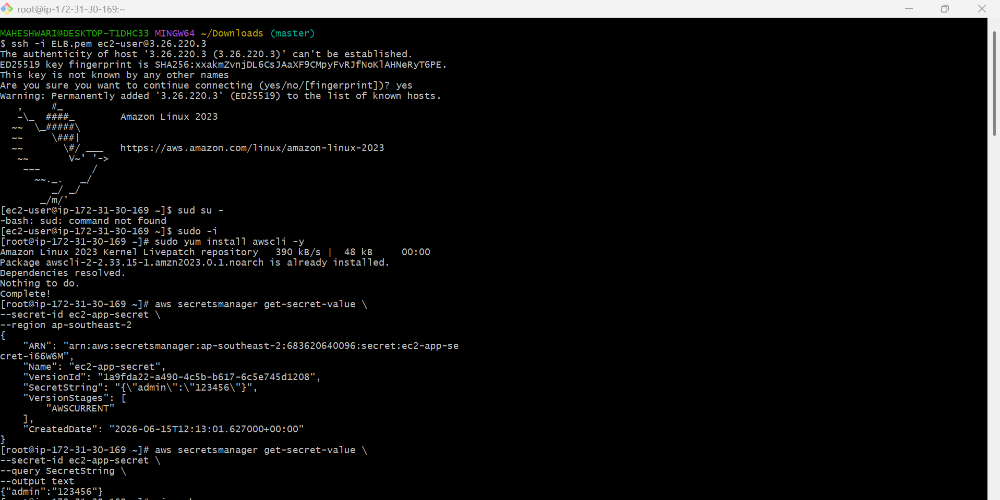 root@ip-172-31-30-169:~
MAHESHWARI@DESKTOP-T1DHC33 MINGW64 ~/Downloads (master)
$ ssh -i ELB.pem ec2-user@3.26.220.3
The authenticity of host '3.26.220.3 (3.26.220.3)' can't be established.
ED25519 key fingerprint is SHA256:xxakmZvnjDL6CsJAaXF9CMpyFvRJfNoKlAHNeRyT6PE.
This key is not known by any other names
Are you sure you want to continue connecting (yes/no/[fingerprint])? yes
Warning: Permanently added '3.26.220.3' (ED25519) to the list of known hosts.
   ,     #_
   ~\_  ####_        Amazon Linux 2023
  ~~  \_#####\
  ~~     \###|
  ~~       \#/ ___   https://aws.amazon.com/linux/amazon-linux-2023
   ~~       V~' '->
    ~~~         /
      ~~._.   _/
         _/ _/
       _/m/'
[ec2-user@ip-172-31-30-169 ~]$ sud su -
-bash: sud: command not found
[ec2-user@ip-172-31-30-169 ~]$ sudo -i
[root@ip-172-31-30-169 ~]# sudo yum install awscli -y
Amazon Linux 2023 Kernel Livepatch repository   390 kB/s |  48 kB     00:00
Package awscli-2-2.33.15-1.amzn2023.0.1.noarch is already installed.
Dependencies resolved.
Nothing to do.
Complete!
[root@ip-172-31-30-169 ~]# aws secretsmanager get-secret-value \
--secret-id ec2-app-secret \
--region ap-southeast-2
{
    "ARN": "arn:aws:secretsmanager:ap-southeast-2:683620640096:secret:ec2-app-se
cret-i66W6M",
    "Name": "ec2-app-secret",
    "VersionId": "1a9fda22-a490-4c5b-b617-6c5e745d1208",
    "SecretString": "{\"admin\":\"123456\"}",
    "VersionStages": [
        "AWSCURRENT"
    ],
    "CreatedDate": "2026-06-15T12:13:01.627000+00:00"
}
[root@ip-172-31-30-169 ~]# aws secretsmanager get-secret-value \
--secret-id ec2-app-secret \
--query SecretString \
--output text
{"admin":"123456"}